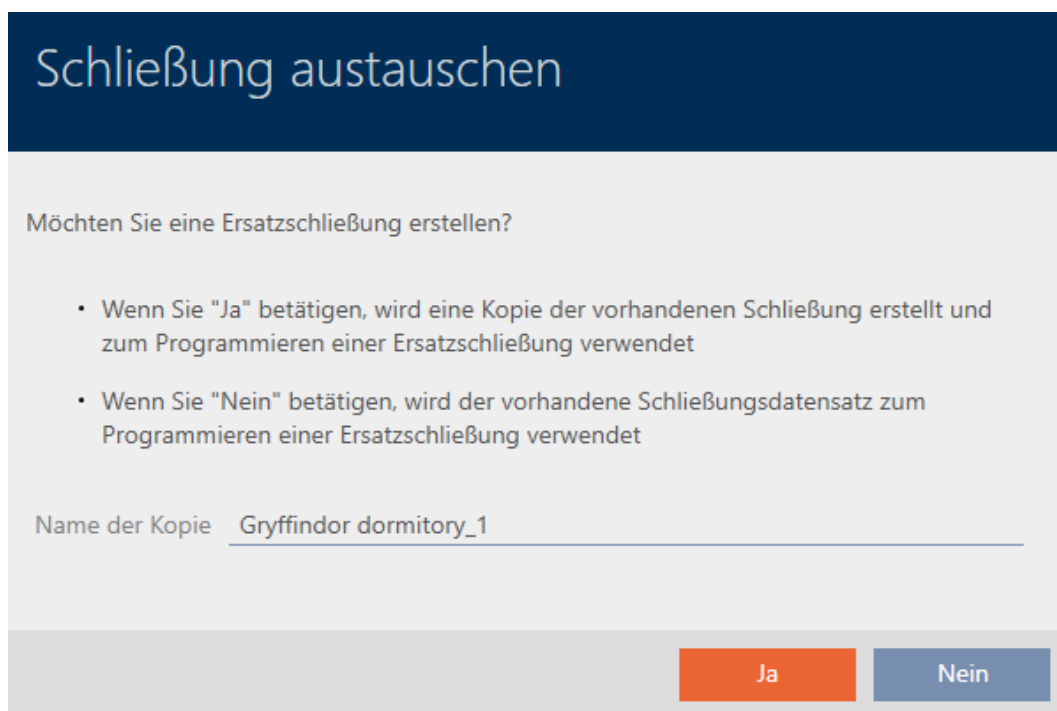 Schließung austauschen
Möchten Sie eine Ersatzschließung erstellen?
• Wenn Sie "Ja" betätigen, wird eine Kopie der vorhandenen Schließung erstellt und
zum Programmieren einer Ersatzschließung verwendet
• Wenn Sie "Nein" betätigen, wird der vorhandene Schließungsdatensatz zum
Programmieren einer Ersatzschließung verwendet
Name der Kopie Gryffindor dormitory_1
Ja Nein